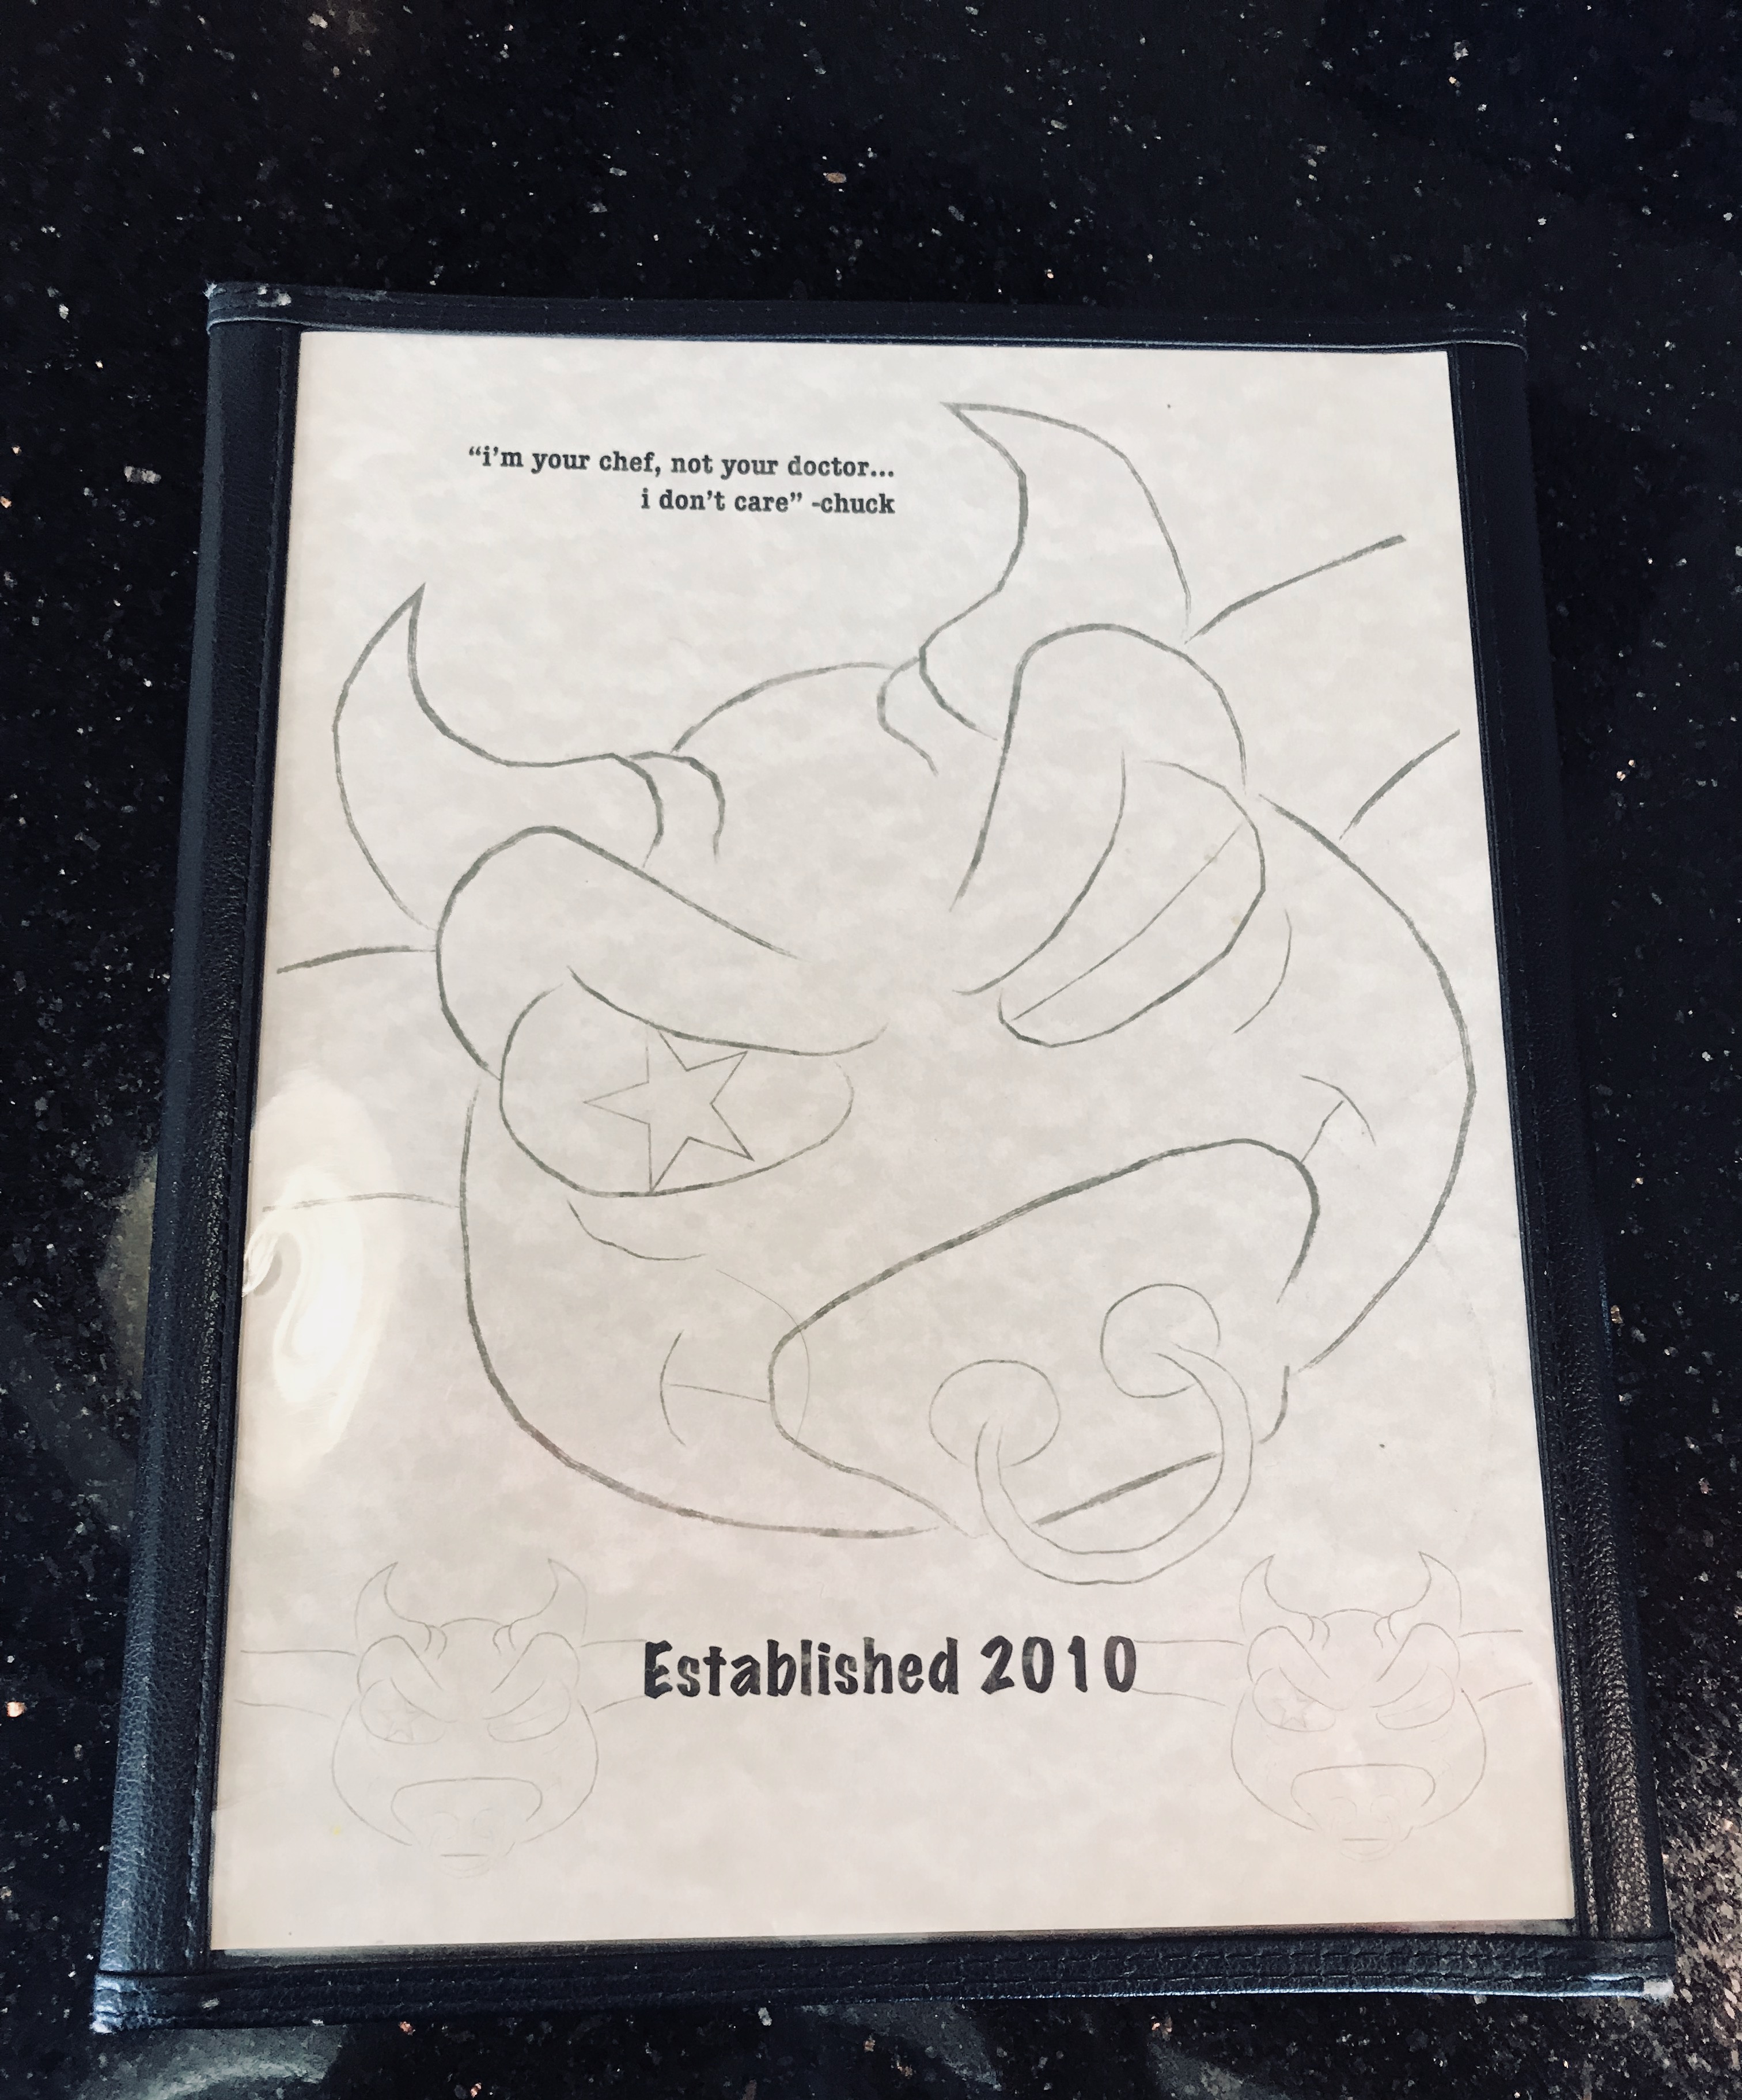 “i’m your chef, not your doctor...
i don’t care” -chuck
Established 2010